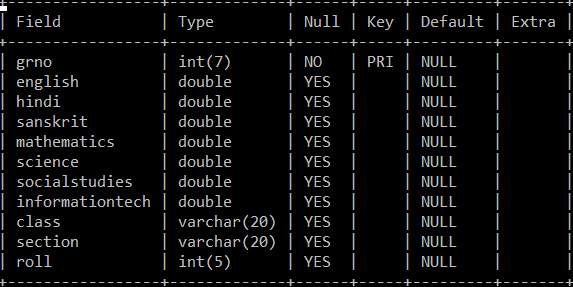 +-----------------+-------------+------+-----+---------+-------+
| Field           | Type        | Null | Key | Default | Extra |
+-----------------+-------------+------+-----+---------+-------+
| grno            | int(7)      | NO   | PRI | NULL    |       |
| english         | double      | YES  |     | NULL    |       |
| hindi           | double      | YES  |     | NULL    |       |
| sanskrit        | double      | YES  |     | NULL    |       |
| mathematics     | double      | YES  |     | NULL    |       |
| science         | double      | YES  |     | NULL    |       |
| socialstudies   | double      | YES  |     | NULL    |       |
| informationtech | double      | YES  |     | NULL    |       |
| class           | varchar(20) | YES  |     | NULL    |       |
| section         | varchar(20) | YES  |     | NULL    |       |
| roll            | int(5)      | YES  |     | NULL    |       |
+-----------------+-------------+------+-----+---------+-------+